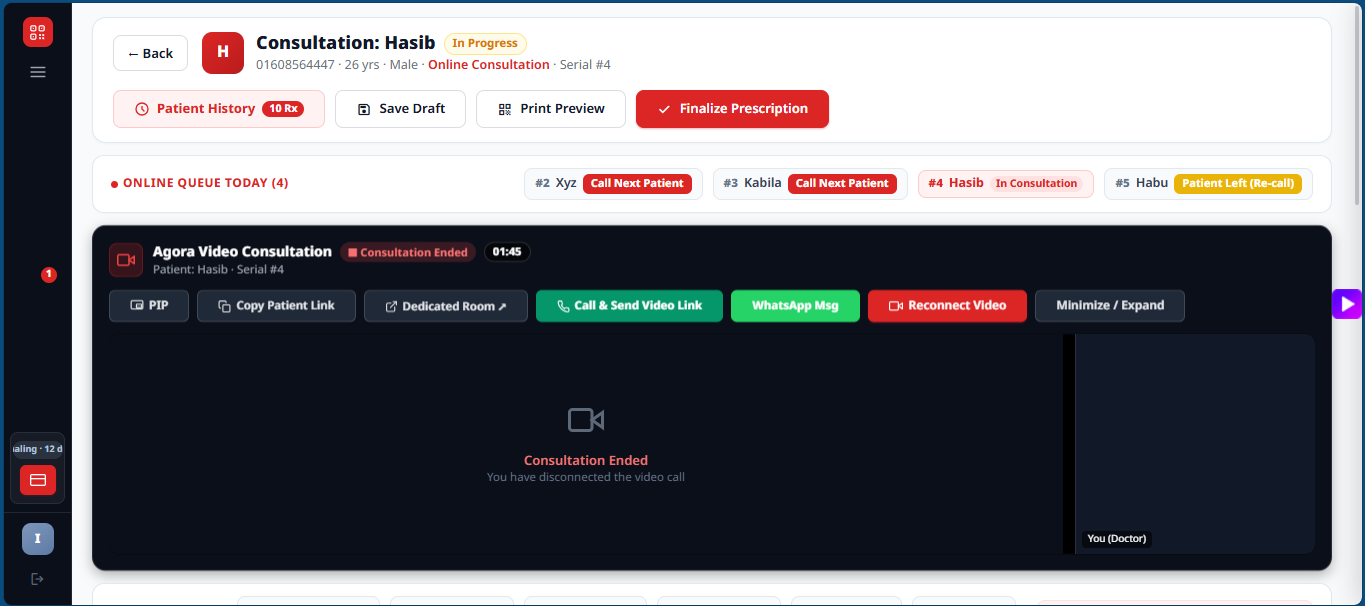 ← Back
H
Consultation: Hasib In Progress
01608564447 · 26 yrs · Male · Online Consultation · Serial #4
Patient History 10 Rx
Save Draft
Print Preview
Finalize Prescription
ONLINE QUEUE TODAY (4)
#2 Xyz Call Next Patient
#3 Kabila Call Next Patient
#4 Hasib In Consultation
#5 Habu Patient Left (Re-call)
1
Agora Video Consultation Consultation Ended 01:45
Patient: Hasib · Serial #4
PIP
Copy Patient Link
Dedicated Room ↗
Call & Send Video Link
WhatsApp Msg
Reconnect Video
Minimize / Expand
Consultation Ended
You have disconnected the video call
You (Doctor)
aling · 12 d
I